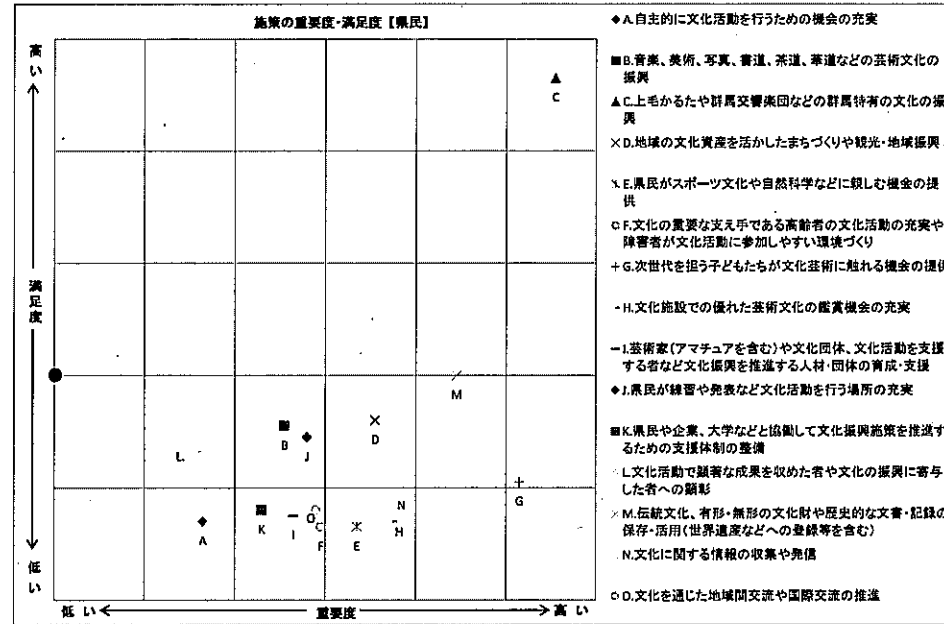 施策の重要度・満足度【県民】
高い
満足度
低い
C
M
B
J
D
L
G
A
K
I
O
F
E
N
H
低い
重要度
高い
A.自主的に文化活動を行うための機会の充実
B.音楽、美術、写真、書道、茶道、華道などの芸術文化の
振興
C.上毛かるたや群馬交響楽団などの群馬特有の文化の振
興
D.地域の文化資産を活かしたまちづくりや観光・地域振興
E.県民がスポーツ文化や自然科学などに親しむ機会の提
供
F.文化の重要な支え手である高齢者の文化活動の充実や
障害者が文化活動に参加しやすい環境づくり
G.次世代を担う子どもたちが文化芸術に触れる機会の提供
H.文化施設での優れた芸術文化の鑑賞機会の充実
I.芸術家(アマチュアを含む)や文化団体、文化活動を支援
する者など文化振興を推進する人材・団体の育成・支援
J.県民が練習や発表など文化活動を行う場所の充実
K.県民や企業、大学などと協働して文化振興施策を推進す
るための支援体制の整備
L.文化活動で顕著な成果を収めた者や文化の振興に寄与
した者への顕彰
M.伝統文化、有形・無形の文化財や歴史的な文書・記録の
保存・活用(世界遺産などへの登録等を含む)
N.文化に関する情報の収集や発信
O.文化を通じた地域間交流や国際交流の推進